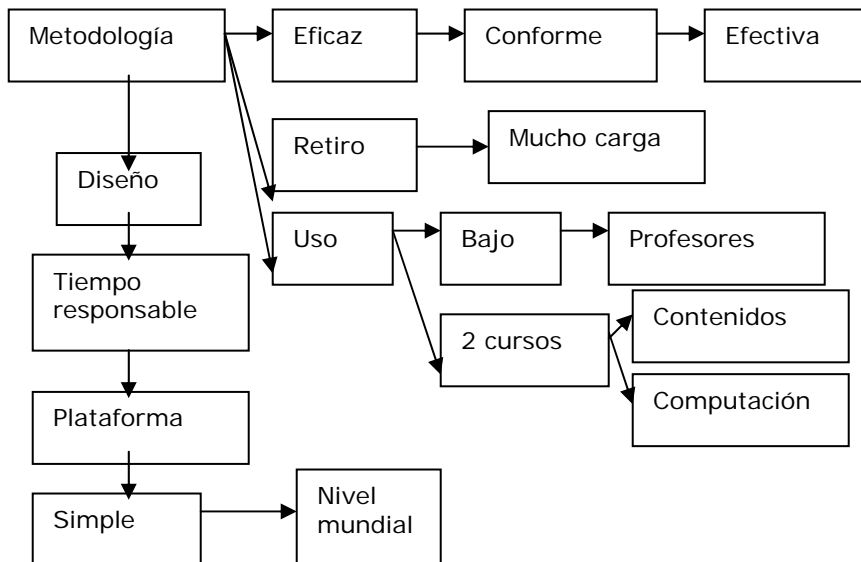 Metodología
Eficaz
Conforme
Efectiva
Retiro
Mucho carga
Diseño
Uso
Bajo
Profesores
Tiempo
responsable
2 cursos
Contenidos
Computación
Plataforma
Simple
Nivel
mundial